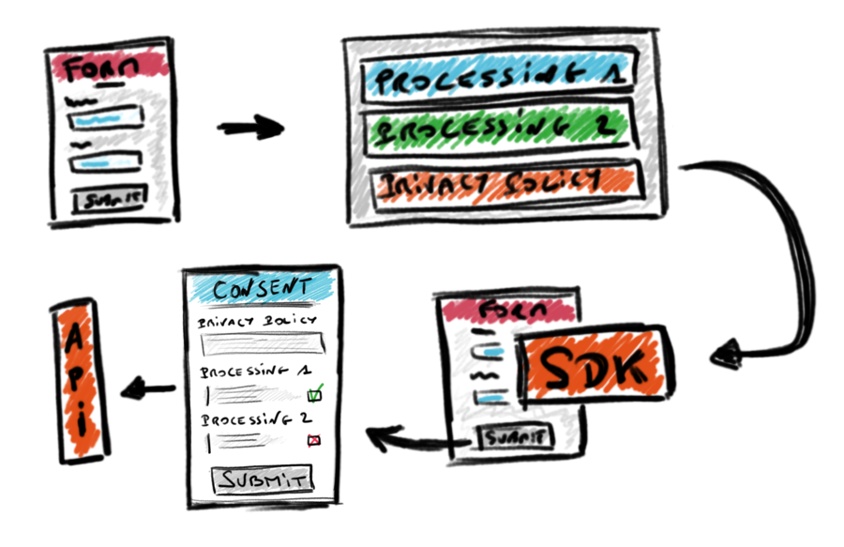 FORM
SUBMIT
PROCESSING 1
PROCESSING 2
PRIVACY POLICY
FORM
SDK
SUBMIT
CONSENT
PRIVACY POLICY
PROCESSING 1
PROCESSING 2
SUBMIT
APi